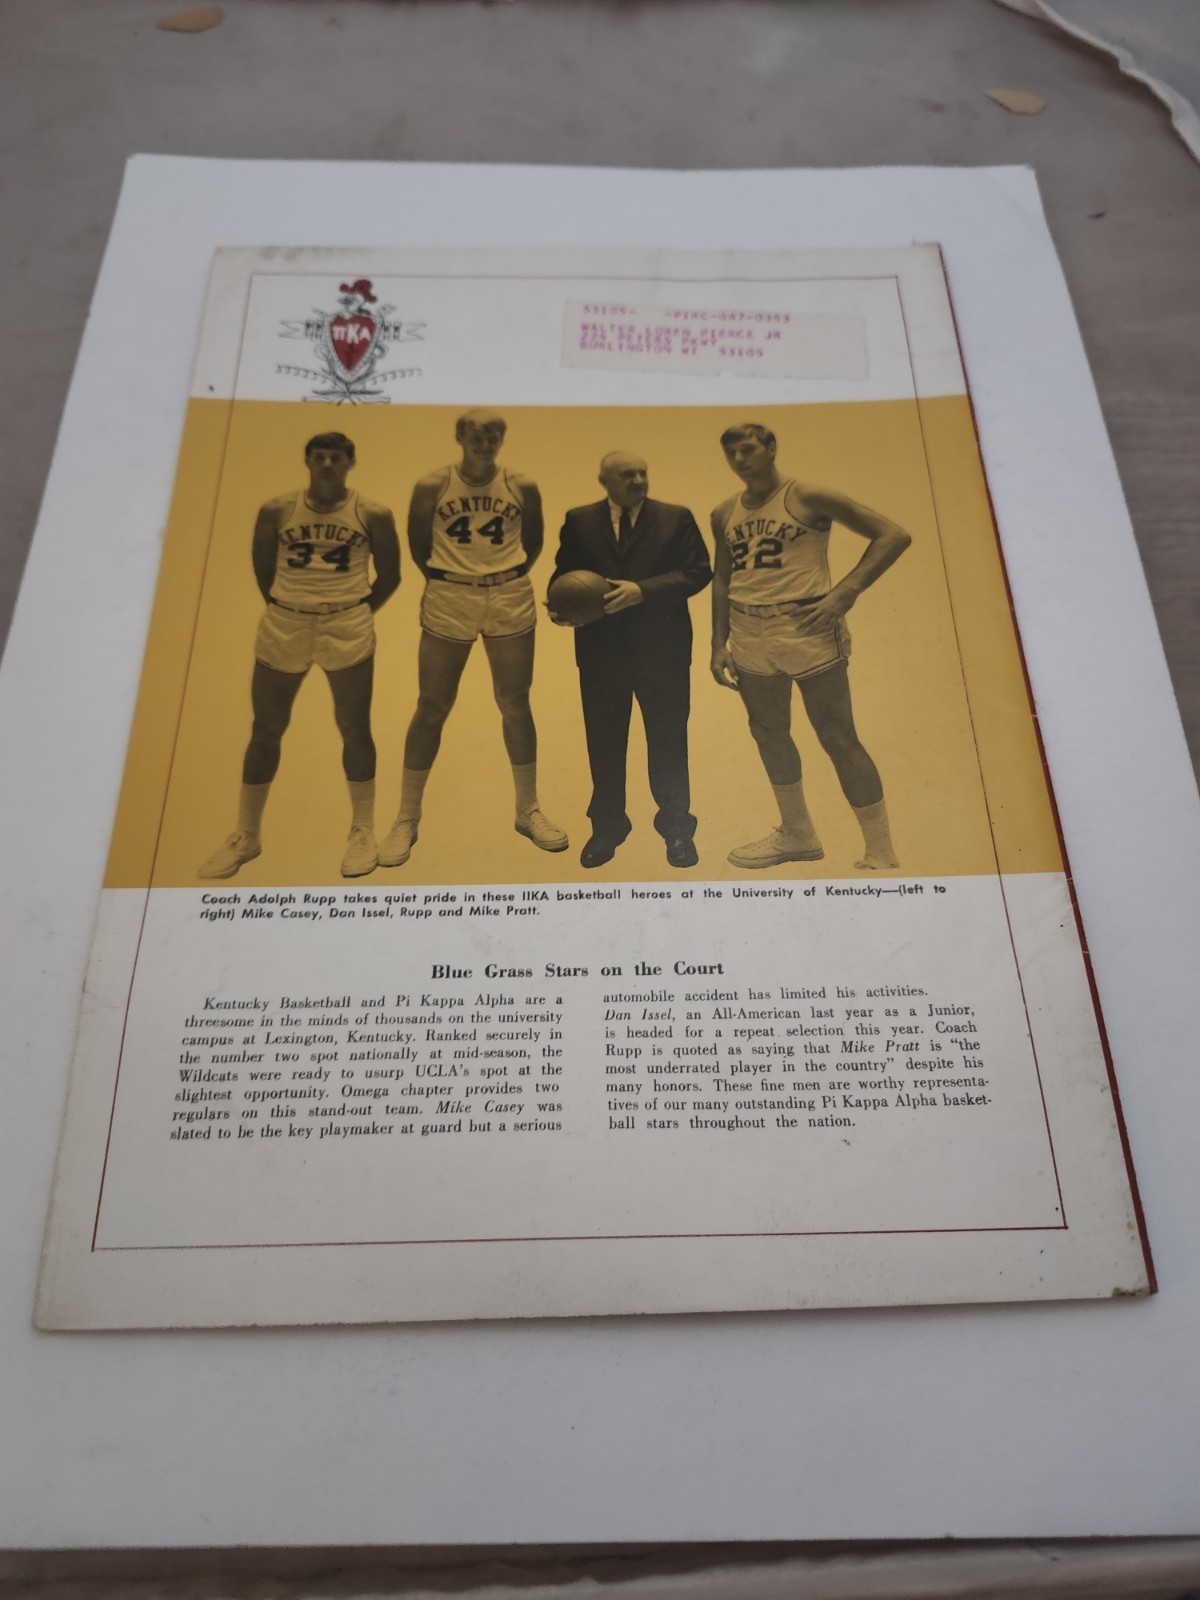 ΠKA
53105- -PIRC-047-0353
WALTER LOREN PIERCE JR
224 PETERS PKWY
BURLINGTON WI 53105
KENTUCKY
34
KENTUCKY
44
KENTUCKY
22
Coach Adolph Rupp takes quiet pride in these IIKA basketball heroes at the University of Kentucky—(left to
right) Mike Casey, Dan Issel, Rupp and Mike Pratt.
Blue Grass Stars on the Court
Kentucky Basketball and Pi Kappa Alpha are a
threesome in the minds of thousands on the university
campus at Lexington, Kentucky. Ranked securely in
the number two spot nationally at mid-season, the
Wildcats were ready to usurp UCLA's spot at the
slightest opportunity. Omega chapter provides two
regulars on this stand-out team. Mike Casey was
slated to be the key playmaker at guard but a serious
automobile accident has limited his activities.
Dan Issel, an All-American last year as a Junior,
is headed for a repeat selection this year. Coach
Rupp is quoted as saying that Mike Pratt is “the
most underrated player in the country” despite his
many honors. These fine men are worthy representa-
tives of our many outstanding Pi Kappa Alpha basket-
ball stars throughout the nation.